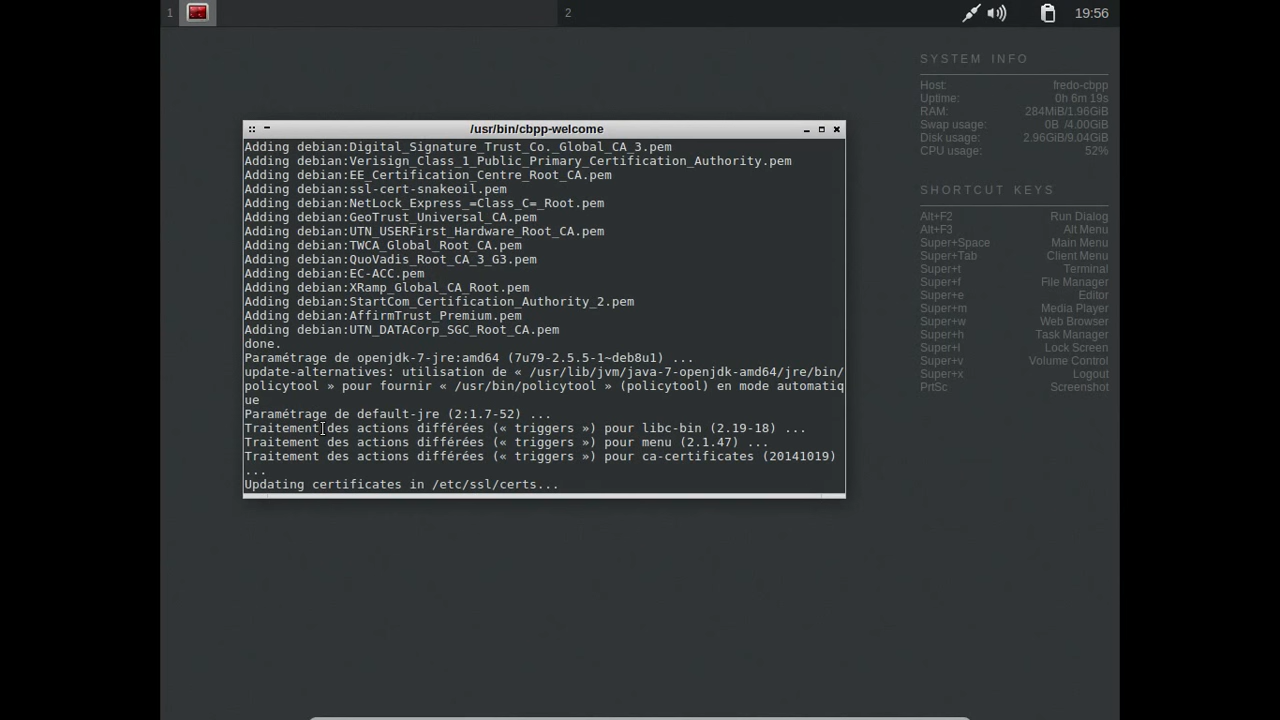 1
2
19:56
SYSTEM INFO
Host: fredo-cbpp
Uptime: 0h 6m 19s
RAM: 284MiB/1.96GiB
Swap usage: 0B /4.00GiB
Disk usage: 2.96GiB/9.04GiB
CPU usage: 52%
SHORTCUT KEYS
Alt+F2 Run Dialog
Alt+F3 Alt Menu
Super+Space Main Menu
Super+Tab Client Menu
Super+t Terminal
Super+f File Manager
Super+e Editor
Super+m Media Player
Super+w Web Browser
Super+h Task Manager
Super+l Lock Screen
Super+v Volume Control
Super+x Logout
PrtSc Screenshot
/usr/bin/cbpp-welcome
Adding debian:Digital_Signature_Trust_Co._Global_CA_3.pem
Adding debian:Verisign_Class_1_Public_Primary_Certification_Authority.pem
Adding debian:EE_Certification_Centre_Root_CA.pem
Adding debian:ssl-cert-snakeoil.pem
Adding debian:NetLock_Express_=Class_C=_Root.pem
Adding debian:GeoTrust_Universal_CA.pem
Adding debian:UTN_USERFirst_Hardware_Root_CA.pem
Adding debian:TWCA_Global_Root_CA.pem
Adding debian:QuoVadis_Root_CA_3_G3.pem
Adding debian:EC-ACC.pem
Adding debian:XRamp_Global_CA_Root.pem
Adding debian:StartCom_Certification_Authority_2.pem
Adding debian:AffirmTrust_Premium.pem
Adding debian:UTN_DATACorp_SGC_Root_CA.pem
done.
Paramétrage de openjdk-7-jre:amd64 (7u79-2.5.5-1~deb8u1) ...
update-alternatives: utilisation de « /usr/lib/jvm/java-7-openjdk-amd64/jre/bin/
policytool » pour fournir « /usr/bin/policytool » (policytool) en mode automatiq
ue
Paramétrage de default-jre (2:1.7-52) ...
Traitement des actions différées (« triggers ») pour libc-bin (2.19-18) ...
Traitement des actions différées (« triggers ») pour menu (2.1.47) ...
Traitement des actions différées (« triggers ») pour ca-certificates (20141019)
...
Updating certificates in /etc/ssl/certs...